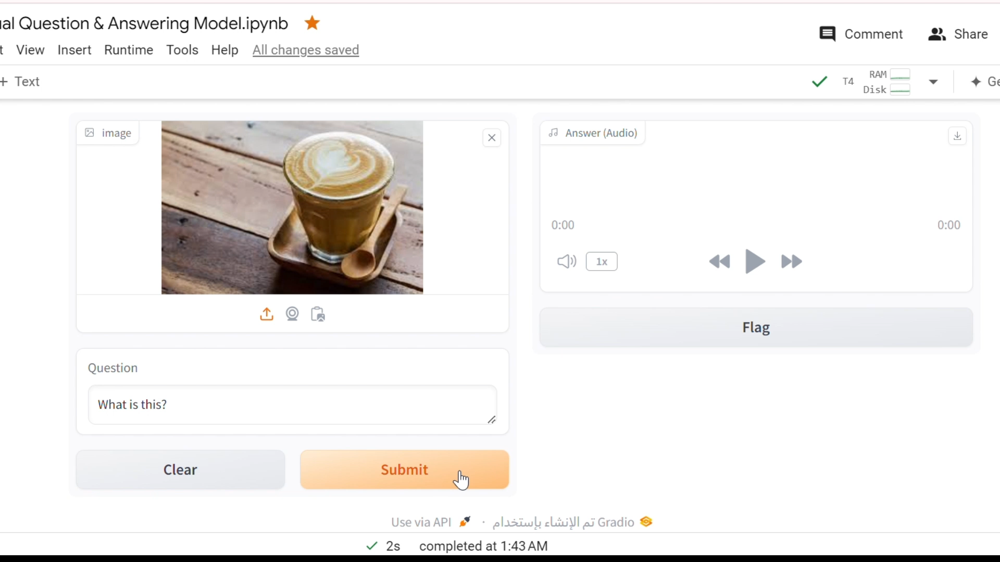 al Question & Answering Model.ipynb
Comment
Share
t View Insert Runtime Tools Help All changes saved
+ Text
T4
RAM
Disk
Ge
image
Answer (Audio)
0:00
0:00
1x
Flag
Question
What is this?
Clear
Submit
Use via API · تم الإنشاء بإستخدام Gradio
2s completed at 1:43 AM